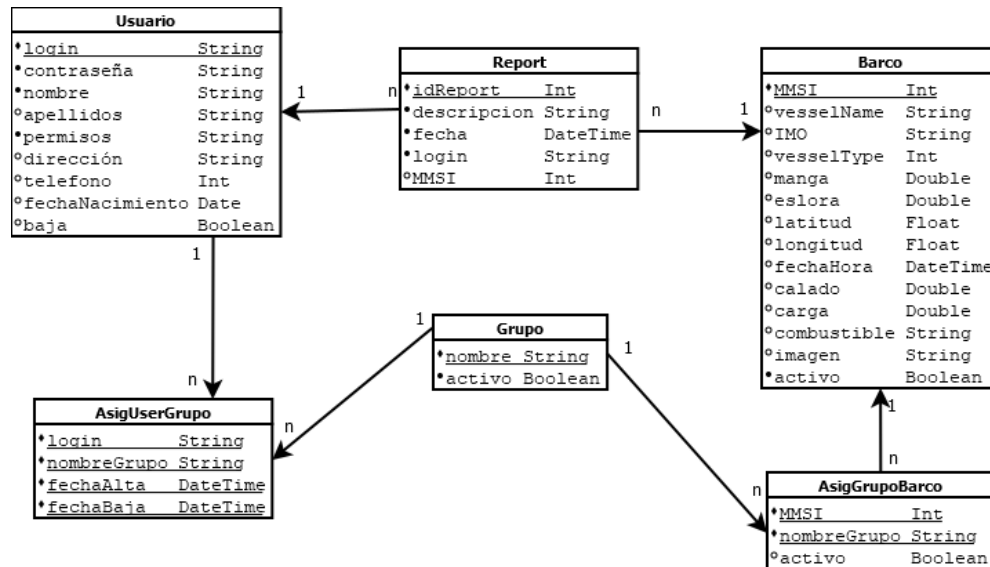 Usuario
login String
contraseña String
nombre String
apellidos String
permisos String
dirección String
telefono Int
fechaNacimiento Date
baja Boolean
1
n
Report
idReport Int
descripcion String
fecha DateTime
login String
MMSI Int
n
1
Barco
MMSI Int
vesselName String
IMO String
vesselType Int
manga Double
eslora Double
latitud Float
longitud Float
fechaHora DateTime
calado Double
carga Double
combustible String
imagen String
activo Boolean
1
n
1
Grupo
nombre String
activo Boolean
1
n
AsigUserGrupo
login String
nombreGrupo String
fechaAlta DateTime
fechaBaja DateTime
1
n
n
AsigGrupoBarco
MMSI Int
nombreGrupo String
activo Boolean